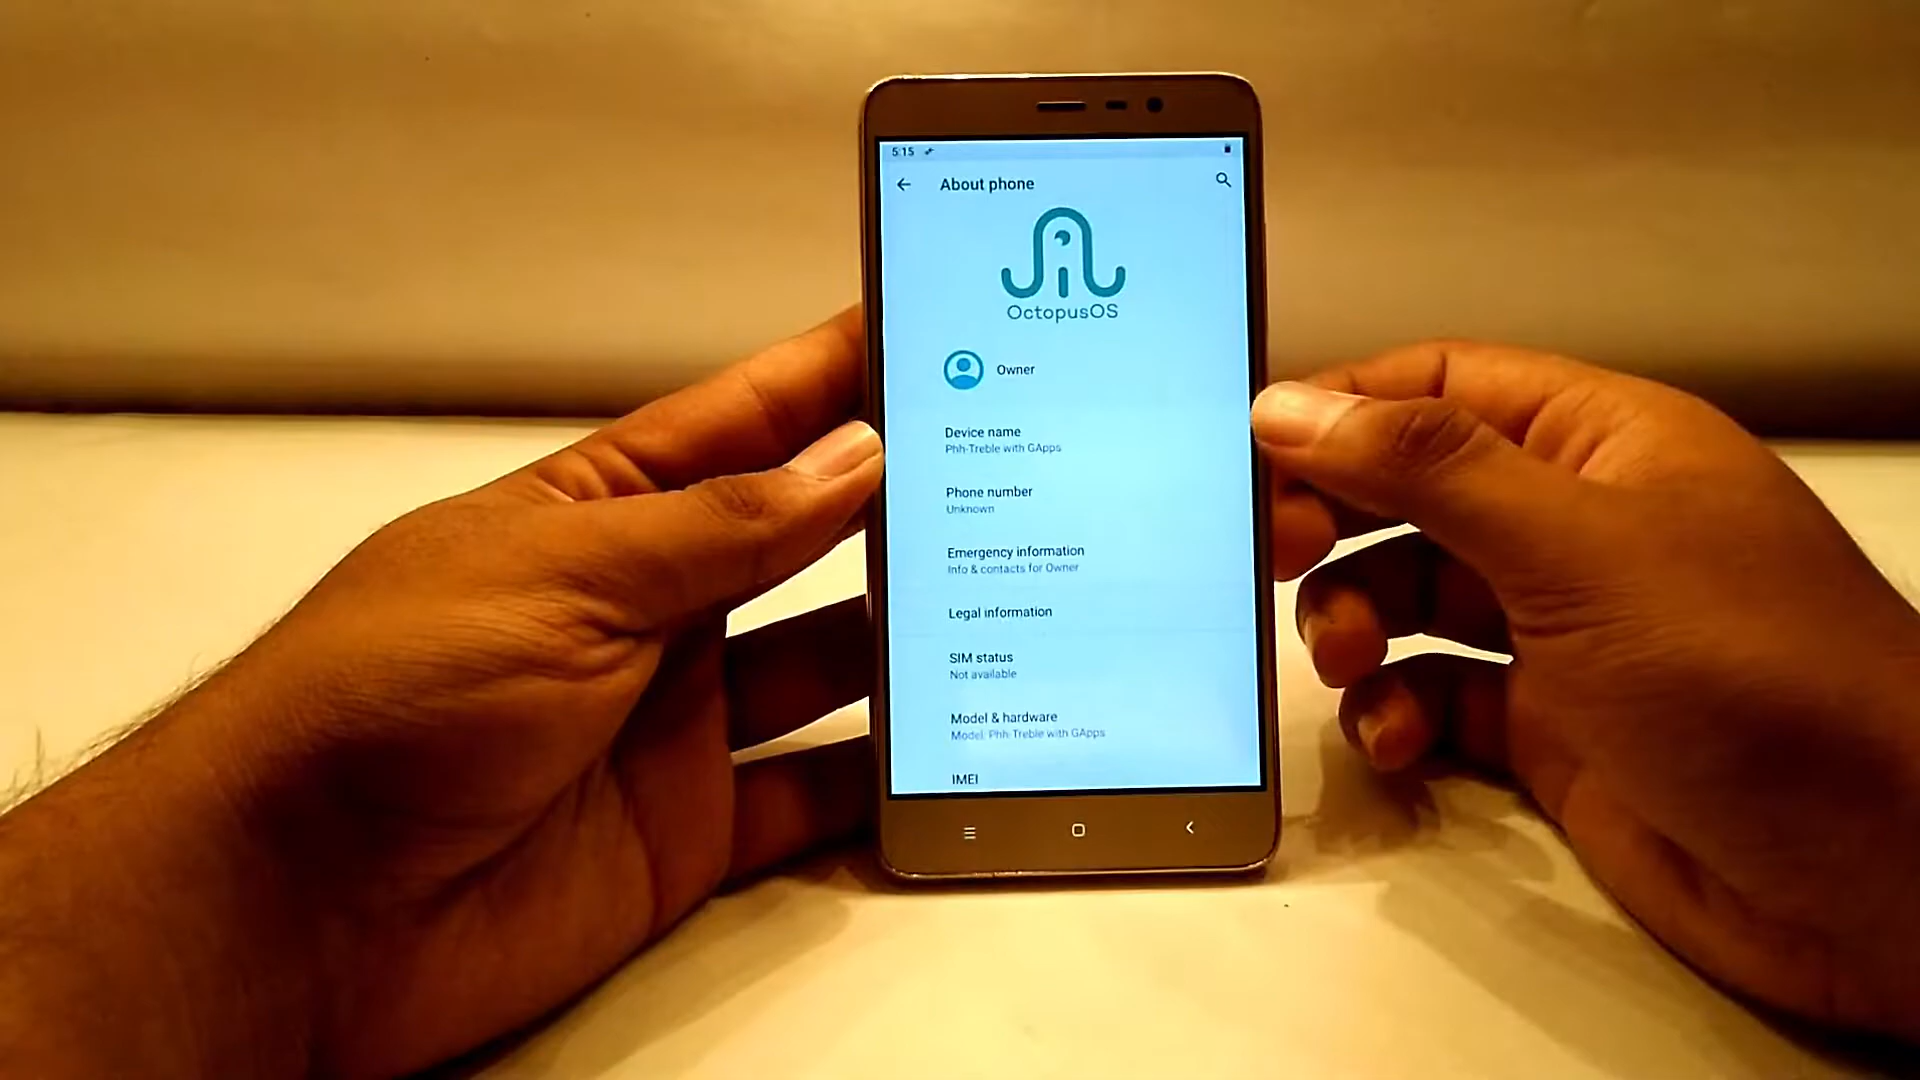 5:15
About phone
OctopusOS
Owner
Device name
Phh-Treble with GApps
Phone number
Unknown
Emergency information
Info & contacts for Owner
Legal information
SIM status
Not available
Model & hardware
Model: Phh-Treble with GApps
IMEI